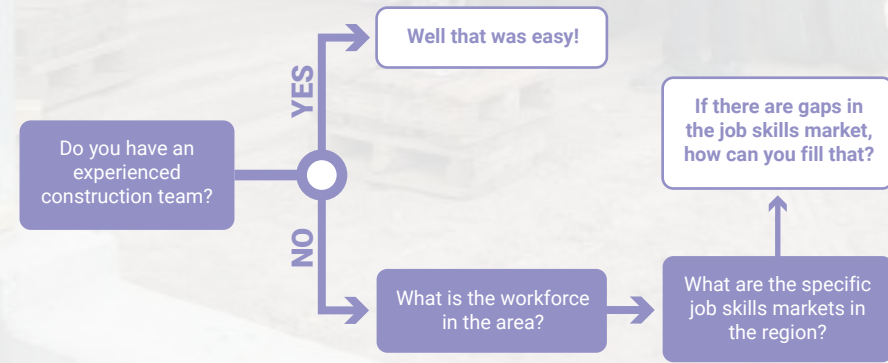 Do you have an
experienced
construction team?
YES
Well that was easy!
NO
What is the workforce
in the area?
What are the specific
job skills markets in
the region?
If there are gaps in
the job skills market,
how can you fill that?